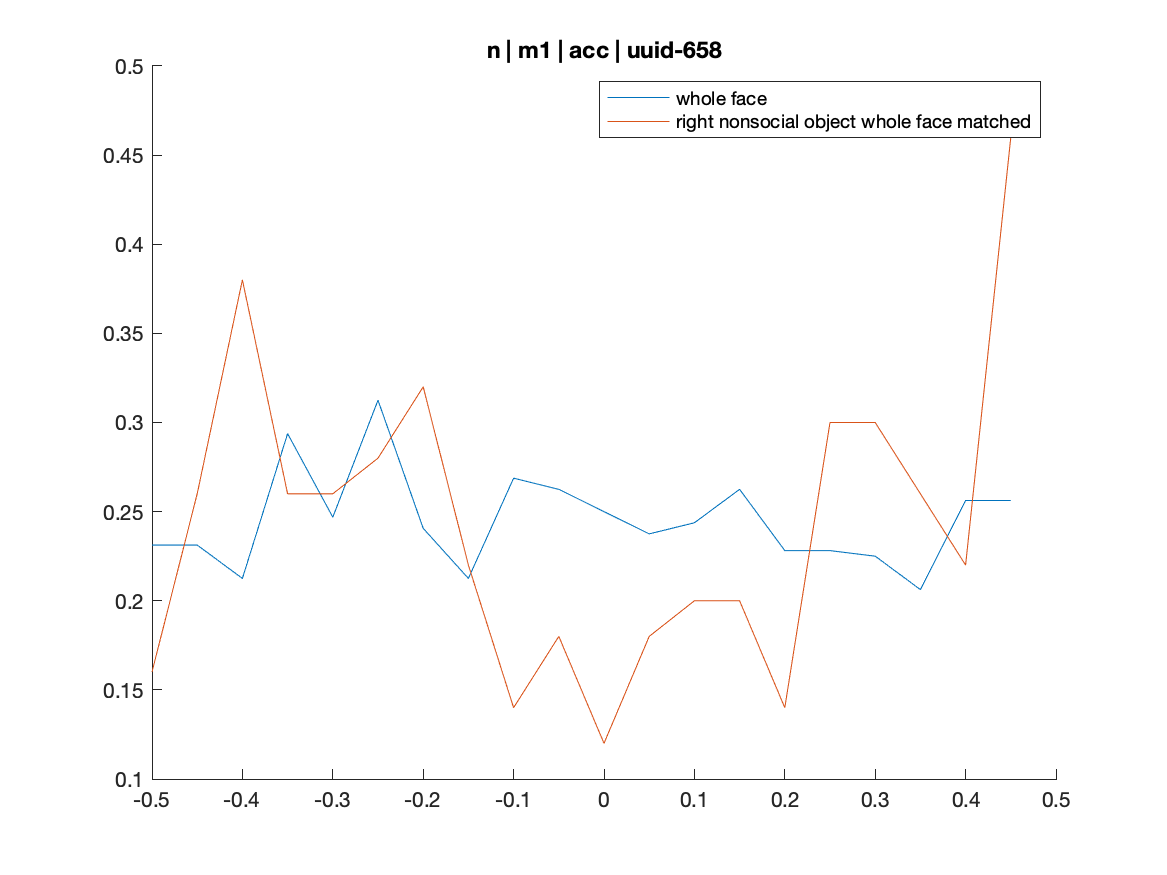 n | m1 | acc | uuid-658
whole face
right nonsocial object whole face matched
0.5
0.45
0.4
0.35
0.3
0.25
0.2
0.15
0.1
-0.5 -0.4 -0.3 -0.2 -0.1 0 0.1 0.2 0.3 0.4 0.5